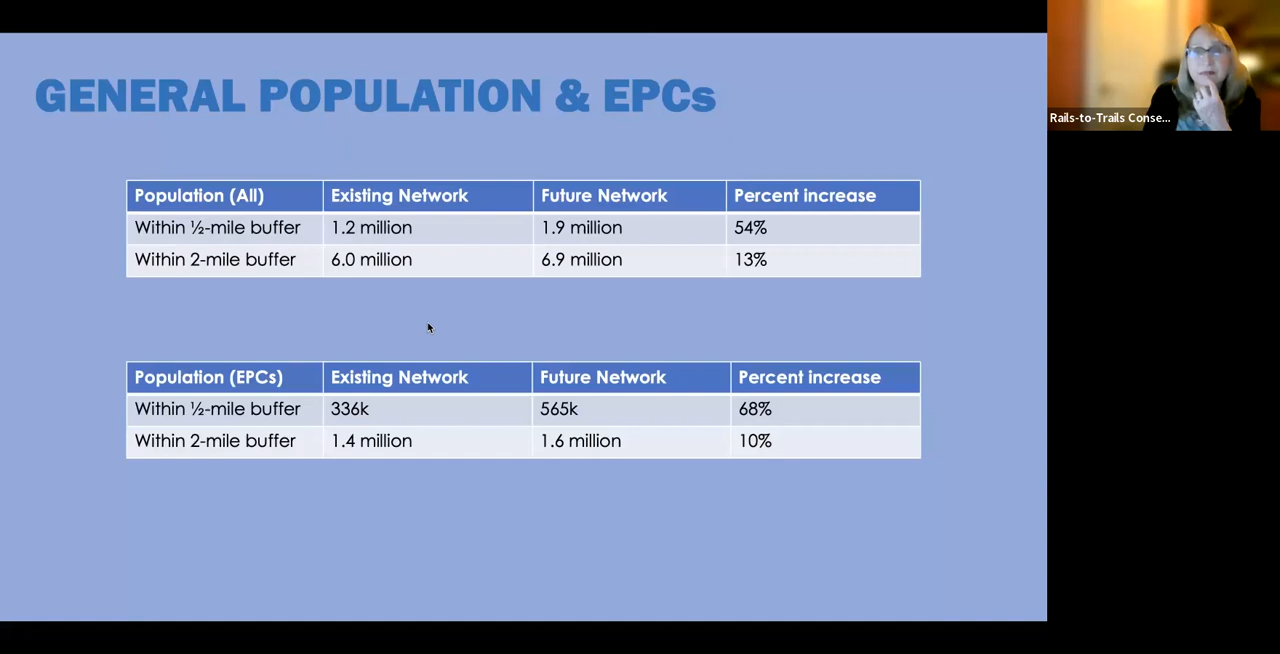 GENERAL POPULATION & EPCs
Rails-to-Trails Conse...
Population (All) Existing Network Future Network Percent increase
Within ½-mile buffer 1.2 million 1.9 million 54%
Within 2-mile buffer 6.0 million 6.9 million 13%
Population (EPCs) Existing Network Future Network Percent increase
Within ½-mile buffer 336k 565k 68%
Within 2-mile buffer 1.4 million 1.6 million 10%